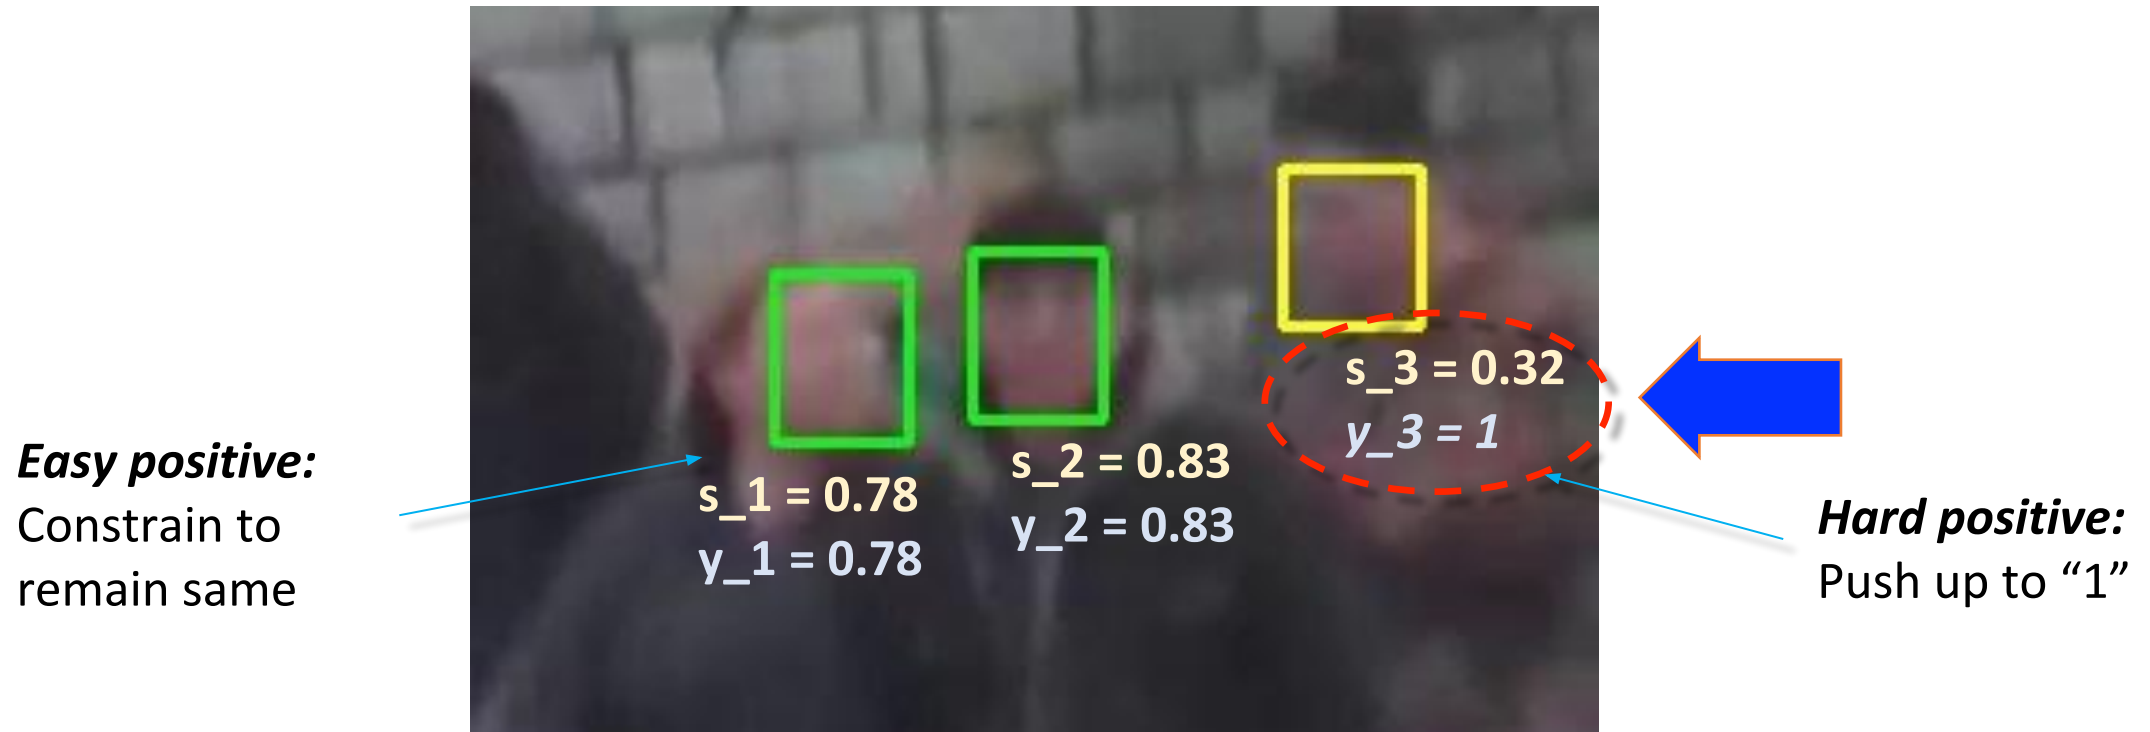 Easy positive:
Constrain to
remain same
s_1 = 0.78
y_1 = 0.78
s_2 = 0.83
y_2 = 0.83
s_3 = 0.32
y_3 = 1
Hard positive:
Push up to “1”